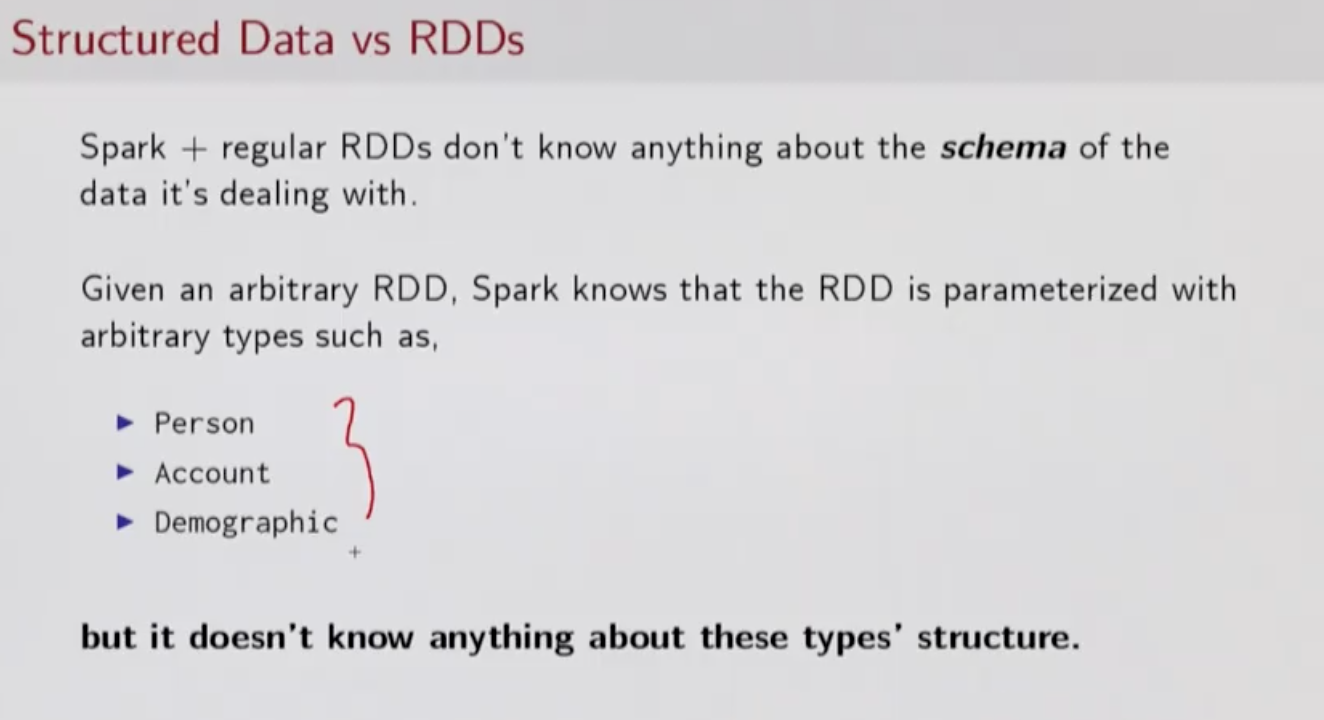 Structured Data vs RDDs
Spark + regular RDDs don't know anything about the schema of the
data it's dealing with.
Given an arbitrary RDD, Spark knows that the RDD is parameterized with
arbitrary types such as,
▶ Person
▶ Account
▶ Demographic
but it doesn't know anything about these types' structure.